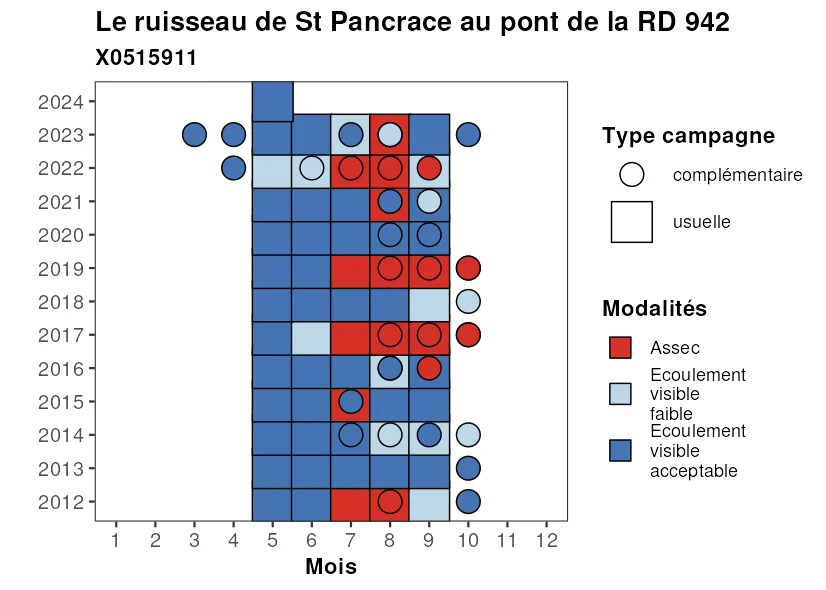 Le ruisseau de St Pancrace au pont de la RD 942
X0515911
2024
2023
2022
2021
2020
2019
2018
2017
2016
2015
2014
2013
2012
1 2 3 4 5 6 7 8 9 10 11 12
Mois
Type campagne
complémentaire
usuelle
Modalités
Assec
Ecoulement
visible
faible
Ecoulement
visible
acceptable